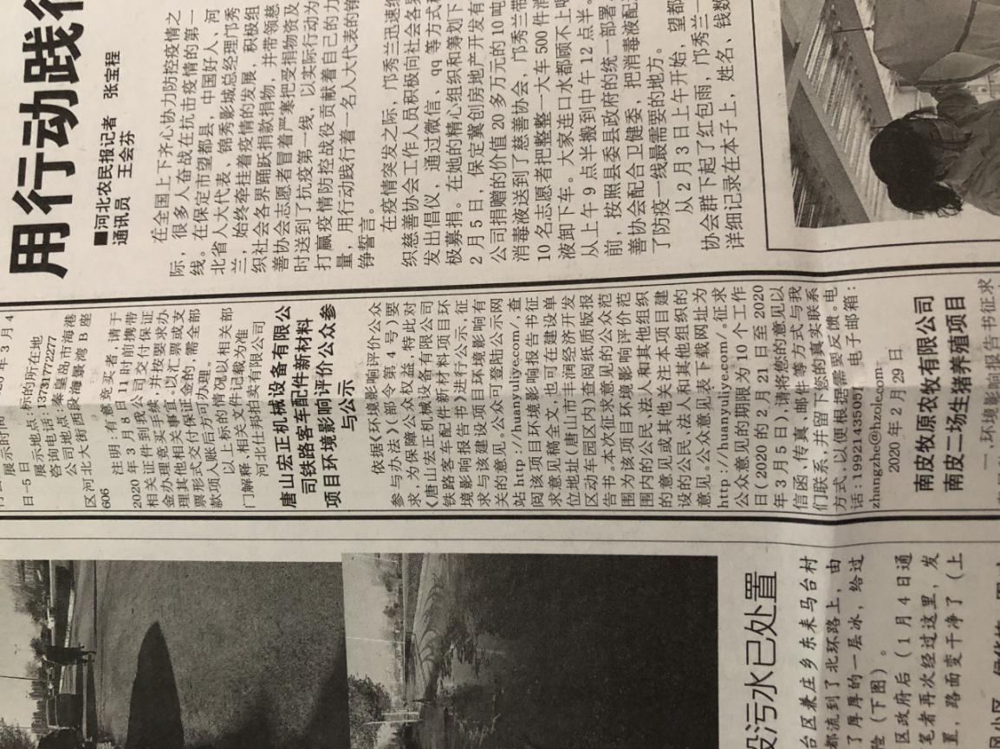 用行动践行
■河北农民报记者 张宝程
通讯员 王会芬
在全国上下齐心协力防控疫情之
际,很多人奋战在抗击疫情的第一
线。在保定市望都县,中国好人、河
北省人大代表、锦秀影城总经理邝秀
兰,始终牵挂着疫情的发展,积极组
织社会各界踊跃捐款捐物,并带领慈
善协会志愿者冒着严寒把受捐物资及
时送到了抗疫第一线,以实际行动为
打赢疫情防控战役贡献着自己的力
量,用行动践行着一名人大代表的铮
铮誓言。
在疫情突发之际,邝秀兰迅速组
织慈善协会工作人员积极向社会各界
发出倡仪,通过微信、qq 等方式积
极募捐。在她的精心组织和筹划下,
2 月 5 日,保定冀创房地产开发有
公司捐赠的价值 20 多万元的 10 吨
消毒液送到了慈善协会,邝秀兰带
10 名志愿者把整整一大车 500 件消
液卸下车。大家连口水都顾不上喝
从上午 9 点半搬到中午 12 点半。
前,按照县委县政府的统一部署,
善协会配合卫健委,把消毒液配
了防疫一线最需要的地方。
从 2 月 3 日上午开始,望都
协会群下起了红包雨,邝秀兰一
详细记录在本子上,姓名、钱数
日-5 日 展示地点:标的所在地
咨询电话:13731772277
公司地点:秦皇岛市海港
区河北大街西段海景湾 B 座
606
注明:有意竞买者,请于
2020 年 3 月 8 日 11 时前携带
相关证件到我公司交付保证
金办理竞买手续,并按要求办
理其他相关事宜。以汇票或支
票形式交付保证金的,需全部
款项入账后方可办理。
以上标的情况以相关部
门解释、相关文件记载为准
河北仕邦拍卖有限公司
唐山宏正机械设备有限公
司铁路客车配件新材料
项目环境影响评价公众参
与公示
依据《环境影响评价公众
参与办法》(部令第 4 号)要
求,为保障公众权益,特此对
《唐山宏正机械设备有限公司
铁路客车配件新材料项目环
境影响报告书》进行公示,征
求与该建设项目环境影响有
关的意见,公众可登陆公示网
站 http://huanyuliye.com/,查
阅该项目环境影响报告书征
求意见稿全文,也可在建设单
位地址(唐山市丰润经济开发
区动车园区内)查阅纸质版报
告书。本次征求意见的公众范
围为该项目环境影响评价范
围内的公民、法人和其他组织
的意见或其他关注本项目建
设的公民、法人和其他组织的
意见。公众意见表下载网址为
http://huanyuliye.com/。征求
公众意见的期限为 10 个工作
日(2020 的 2 月 21 日至 2020
年 3 月 5 日),请将您的意见以
信函、传真、邮件等方式与我
们联系,并留下您的真实联系
方式,以便根据需要反馈。电
话:19921435051 电子邮箱:
zhangzhe@hzolc.com。
2020 年 2 月 29 日
南皮牧原农牧有限公司
南皮二场生猪养殖项目
一、环境影响报告书征求
污水已处置
台区兼庄乡东耒马台村
都流到了北环路上,由
了厚厚的一层冰,给过
险(下图)。
区政府后(1 月 4 日通
笔者再次经过这里,发
置,路面变干净了(上